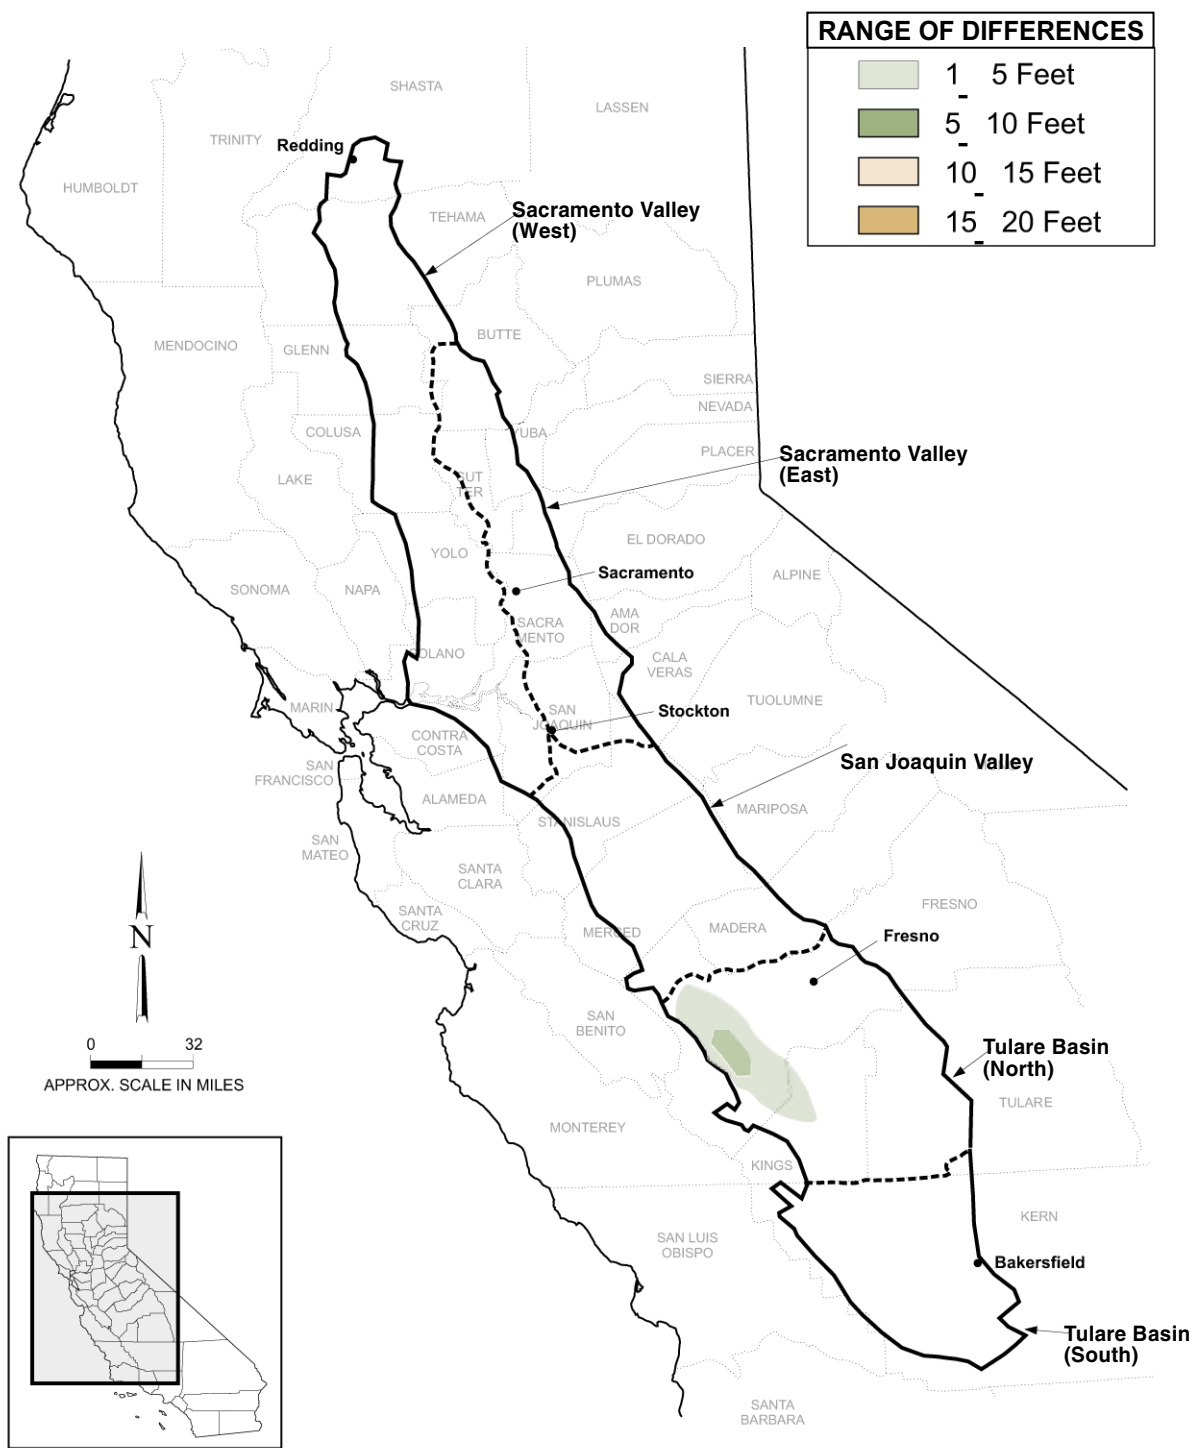 RANGE OF DIFFERENCES
1 - 5 Feet
5 - 10 Feet
10 - 15 Feet
15 - 20 Feet
SHASTA
LASSEN
TRINITY
Redding
HUMBOLDT
TEHAMA
Sacramento Valley
(West)
PLUMAS
MENDOCINO
GLENN
BUTTE
SIERRA
NEVADA
COLUSA
YUBA
PLACER
Sacramento Valley
(East)
LAKE
SUT
TER
EL DORADO
YOLO
Sacramento
ALPINE
SONOMA
NAPA
AMA
DOR
SACRA
MENTO
SOLANO
CALA
VERAS
TUOLUMNE
MARIN
SAN
JOAQUIN
Stockton
CONTRA
COSTA
San Joaquin Valley
SAN
FRANCISCO
ALAMEDA
MARIPOSA
STANISLAUS
SAN
MATEO
SANTA
CLARA
FRESNO
SANTA
CRUZ
MERCED
MADERA
Fresno
N
SAN
BENITO
0 32
APPROX. SCALE IN MILES
Tulare Basin
(North)
TULARE
MONTEREY
KINGS
KERN
SAN LUIS
OBISPO
Bakersfield
Tulare Basin
(South)
SANTA
BARBARA